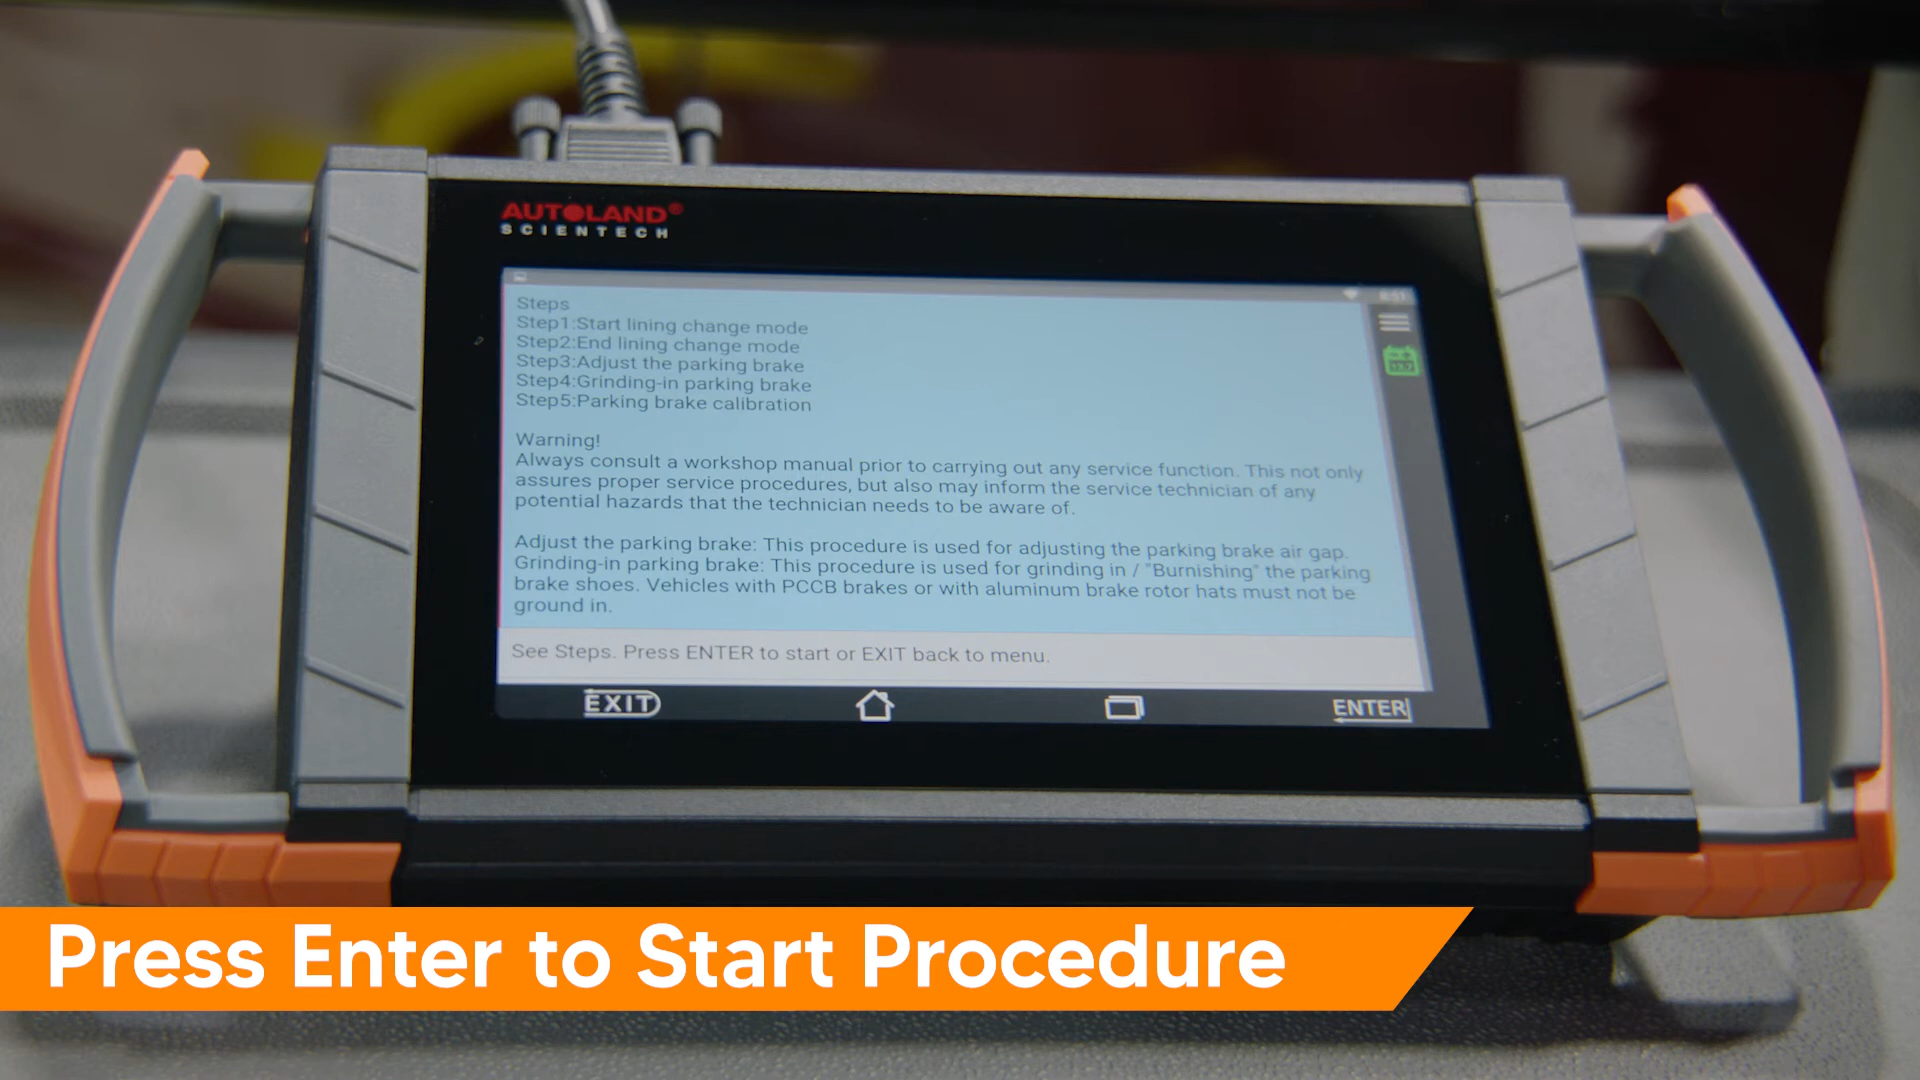 AUTOLAND®
SCIENTECH
Steps
Step1:Start lining change mode
Step2:End lining change mode
Step3:Adjust the parking brake
Step4:Grinding-in parking brake
Step5:Parking brake calibration
Warning!
Always consult a workshop manual prior to carrying out any service function. This not only
assures proper service procedures, but also may inform the service technician of any
potential hazards that the technician needs to be aware of.
Adjust the parking brake: This procedure is used for adjusting the parking brake air gap.
Grinding-in parking brake: This procedure is used for grinding in / "Burnishing" the parking
brake shoes. Vehicles with PCCB brakes or with aluminum brake rotor hats must not be
ground in.
See Steps. Press ENTER to start or EXIT back to menu.
EXIT
ENTER
Press Enter to Start Procedure